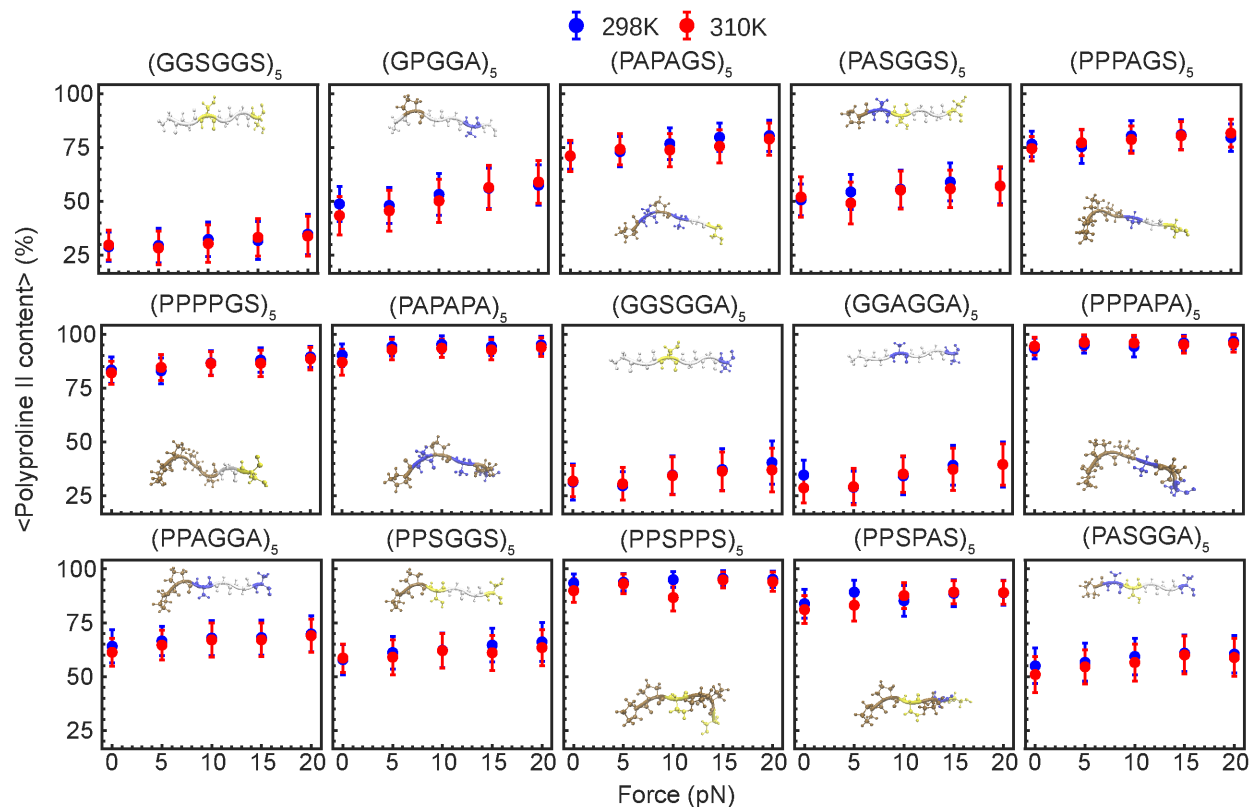 298K 310K
(GGSGGS)5 (GPGGA)5 (PAPAGS)5 (PASGGS)5 (PPPAGS)5
100
75
50
25
(PPPPGS)5 (PAPAPA)5 (GGSGGA)5 (GGAGGA)5 (PPPAPA)5
100
75
50
25
(PPAGGA)5 (PPSGGS)5 (PPSPPS)5 (PPSPAS)5 (PASGGA)5
100
75
50
25
0 5 10 15 20 0 5 10 15 20 0 5 10 15 20 0 5 10 15 20 0 5 10 15 20
Force (pN)
<Polyproline II content> (%)